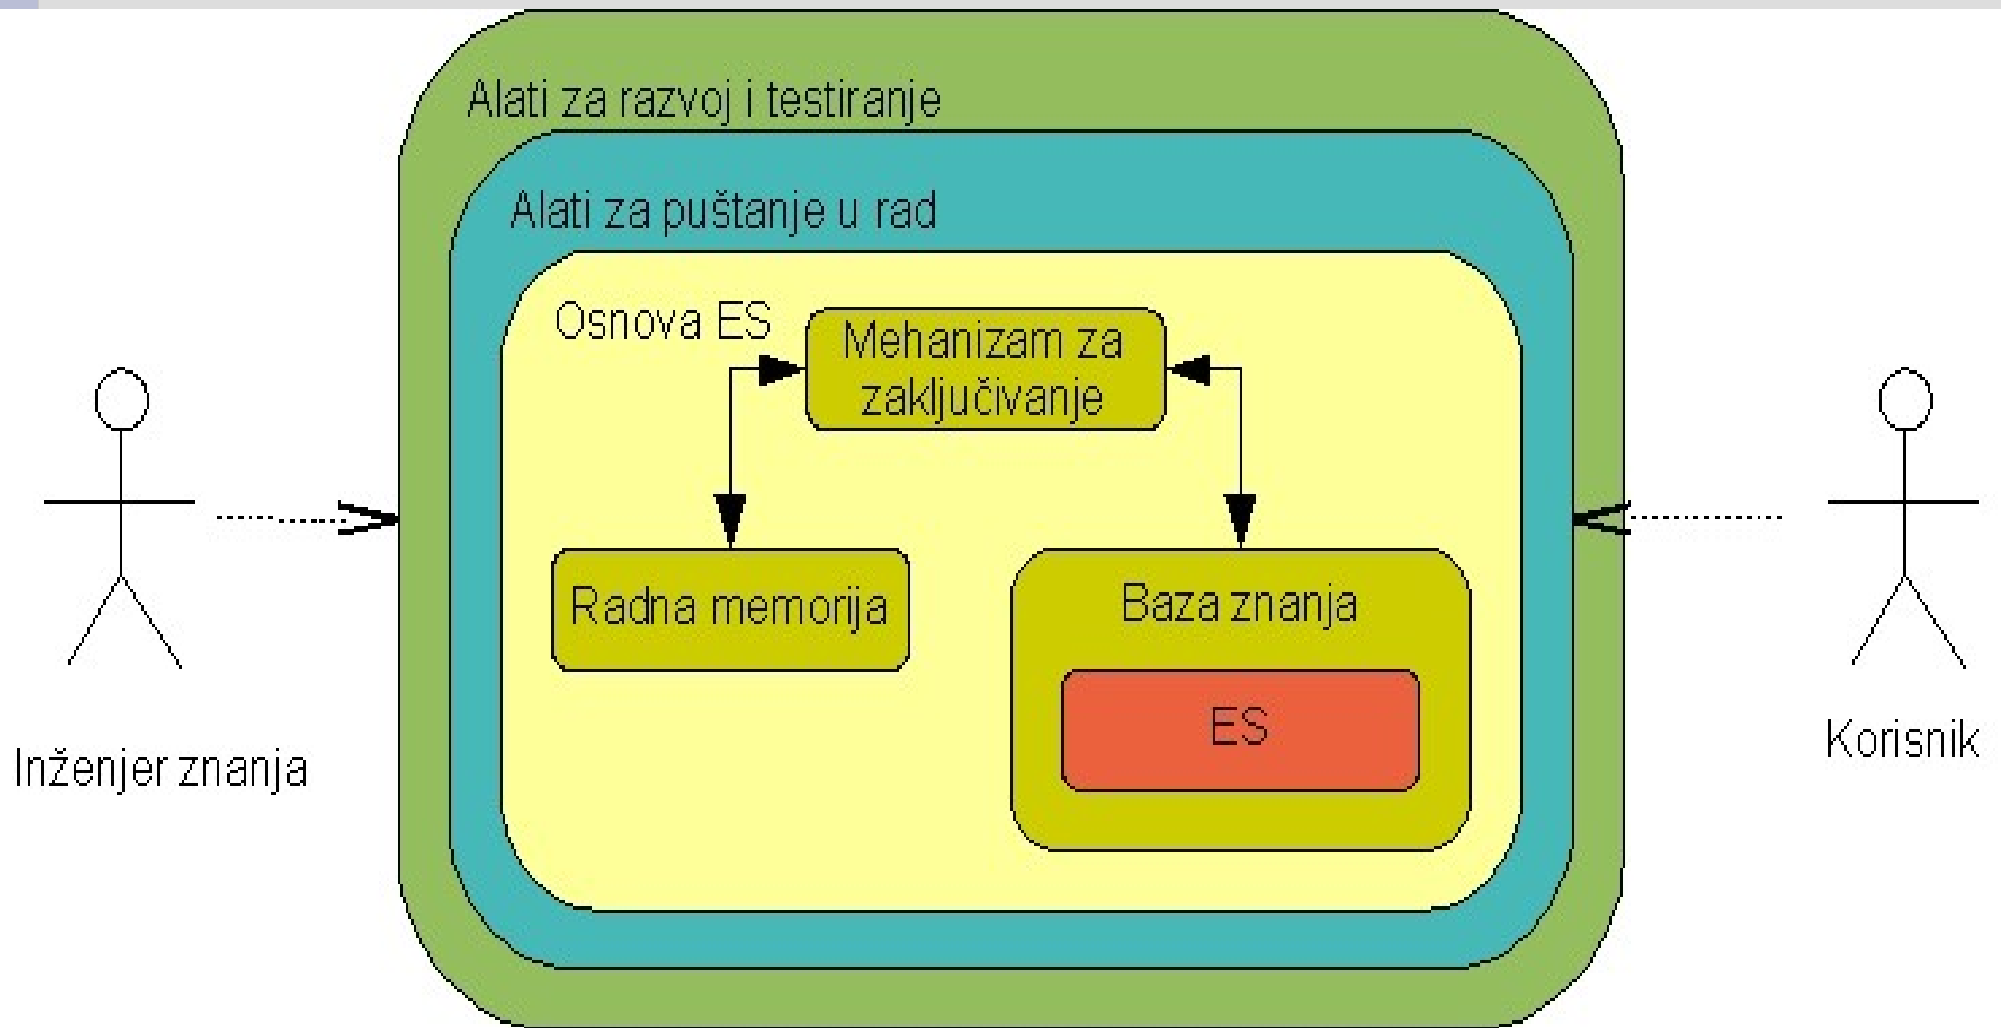 Alati za razvoj i testiranje
Alati za puštanje u rad
Osnova ES
Mehanizam za
zaključivanje
Radna memorija
Baza znanja
ES
Inženjer znanja
Korisnik